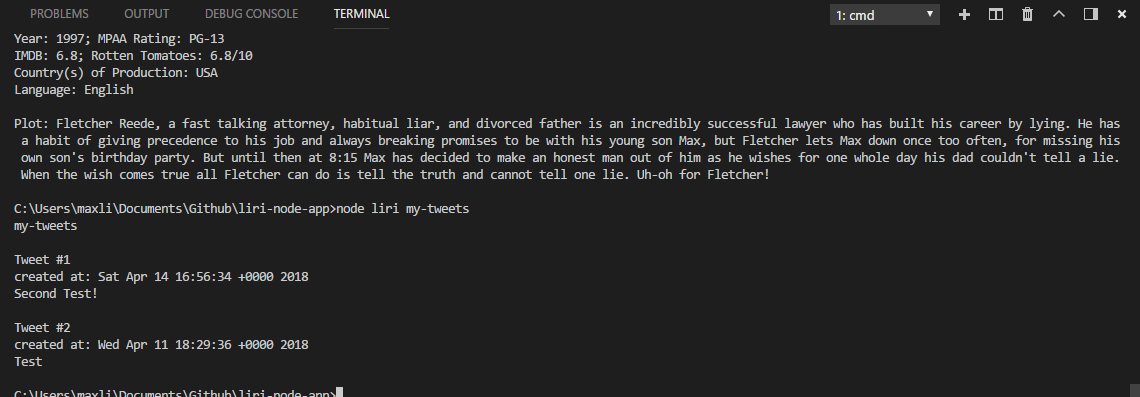 PROBLEMS OUTPUT DEBUG CONSOLE TERMINAL 1: cmd
Year: 1997; MPAA Rating: PG-13
IMDB: 6.8; Rotten Tomatoes: 6.8/10
Country(s) of Production: USA
Language: English
Plot: Fletcher Reede, a fast talking attorney, habitual liar, and divorced father is an incredibly successful lawyer who has built his career by lying. He has
a habit of giving precedence to his job and always breaking promises to be with his young son Max, but Fletcher lets Max down once too often, for missing his
own son's birthday party. But until then at 8:15 Max has decided to make an honest man out of him as he wishes for one whole day his dad couldn't tell a lie.
When the wish comes true all Fletcher can do is tell the truth and cannot tell one lie. Uh-oh for Fletcher!
C:\Users\maxli\Documents\Github\liri-node-app>node liri my-tweets
my-tweets
Tweet #1
created at: Sat Apr 14 16:56:34 +0000 2018
Second Test!
Tweet #2
created at: Wed Apr 11 18:29:36 +0000 2018
Test
C:\Users\maxli\Documents\Github\liri-node-app>